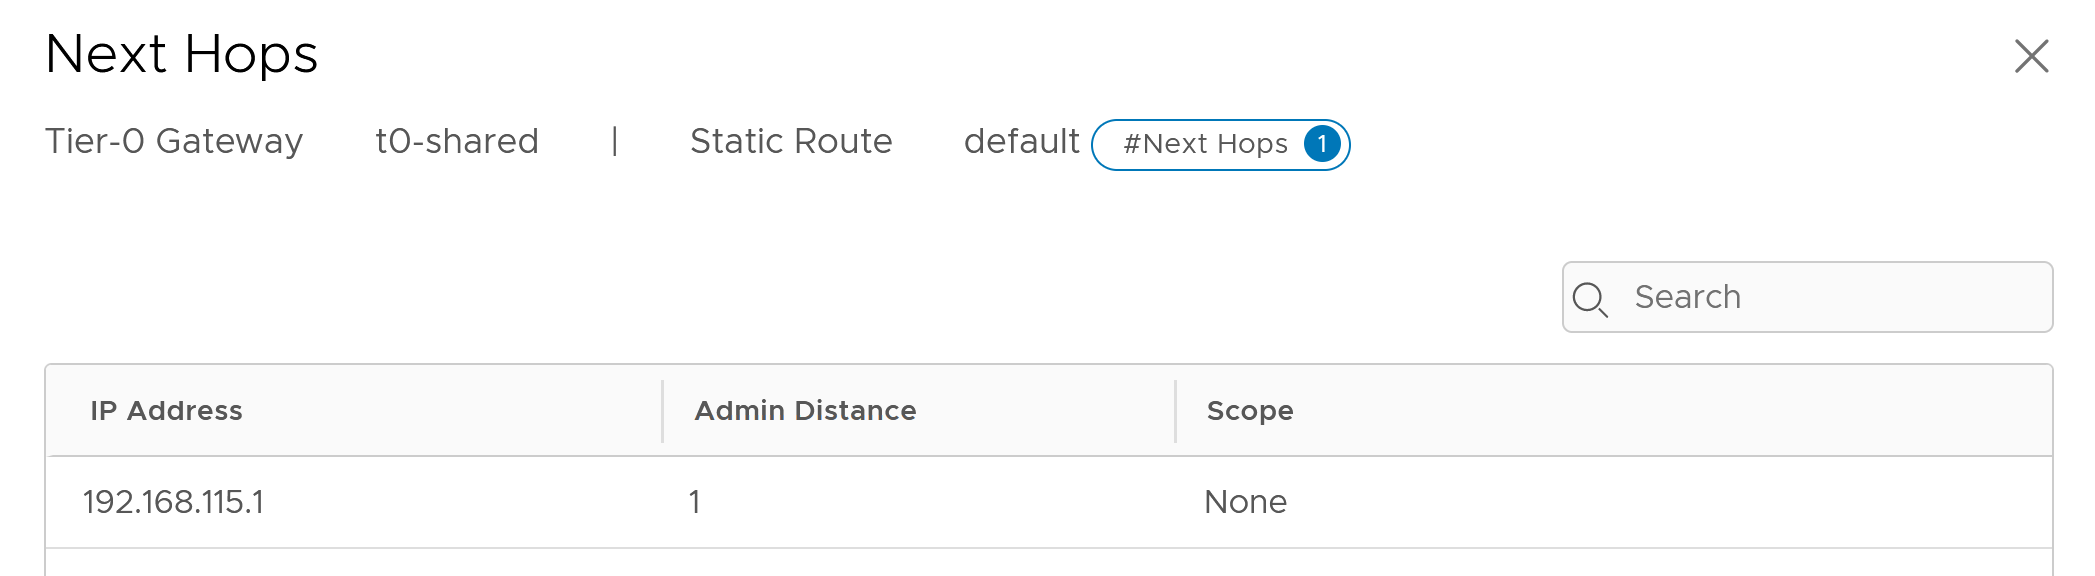 Next Hops
Tier-0 Gateway t0-shared | Static Route default #Next Hops 1
Search
IP Address Admin Distance Scope
192.168.115.1 1 None